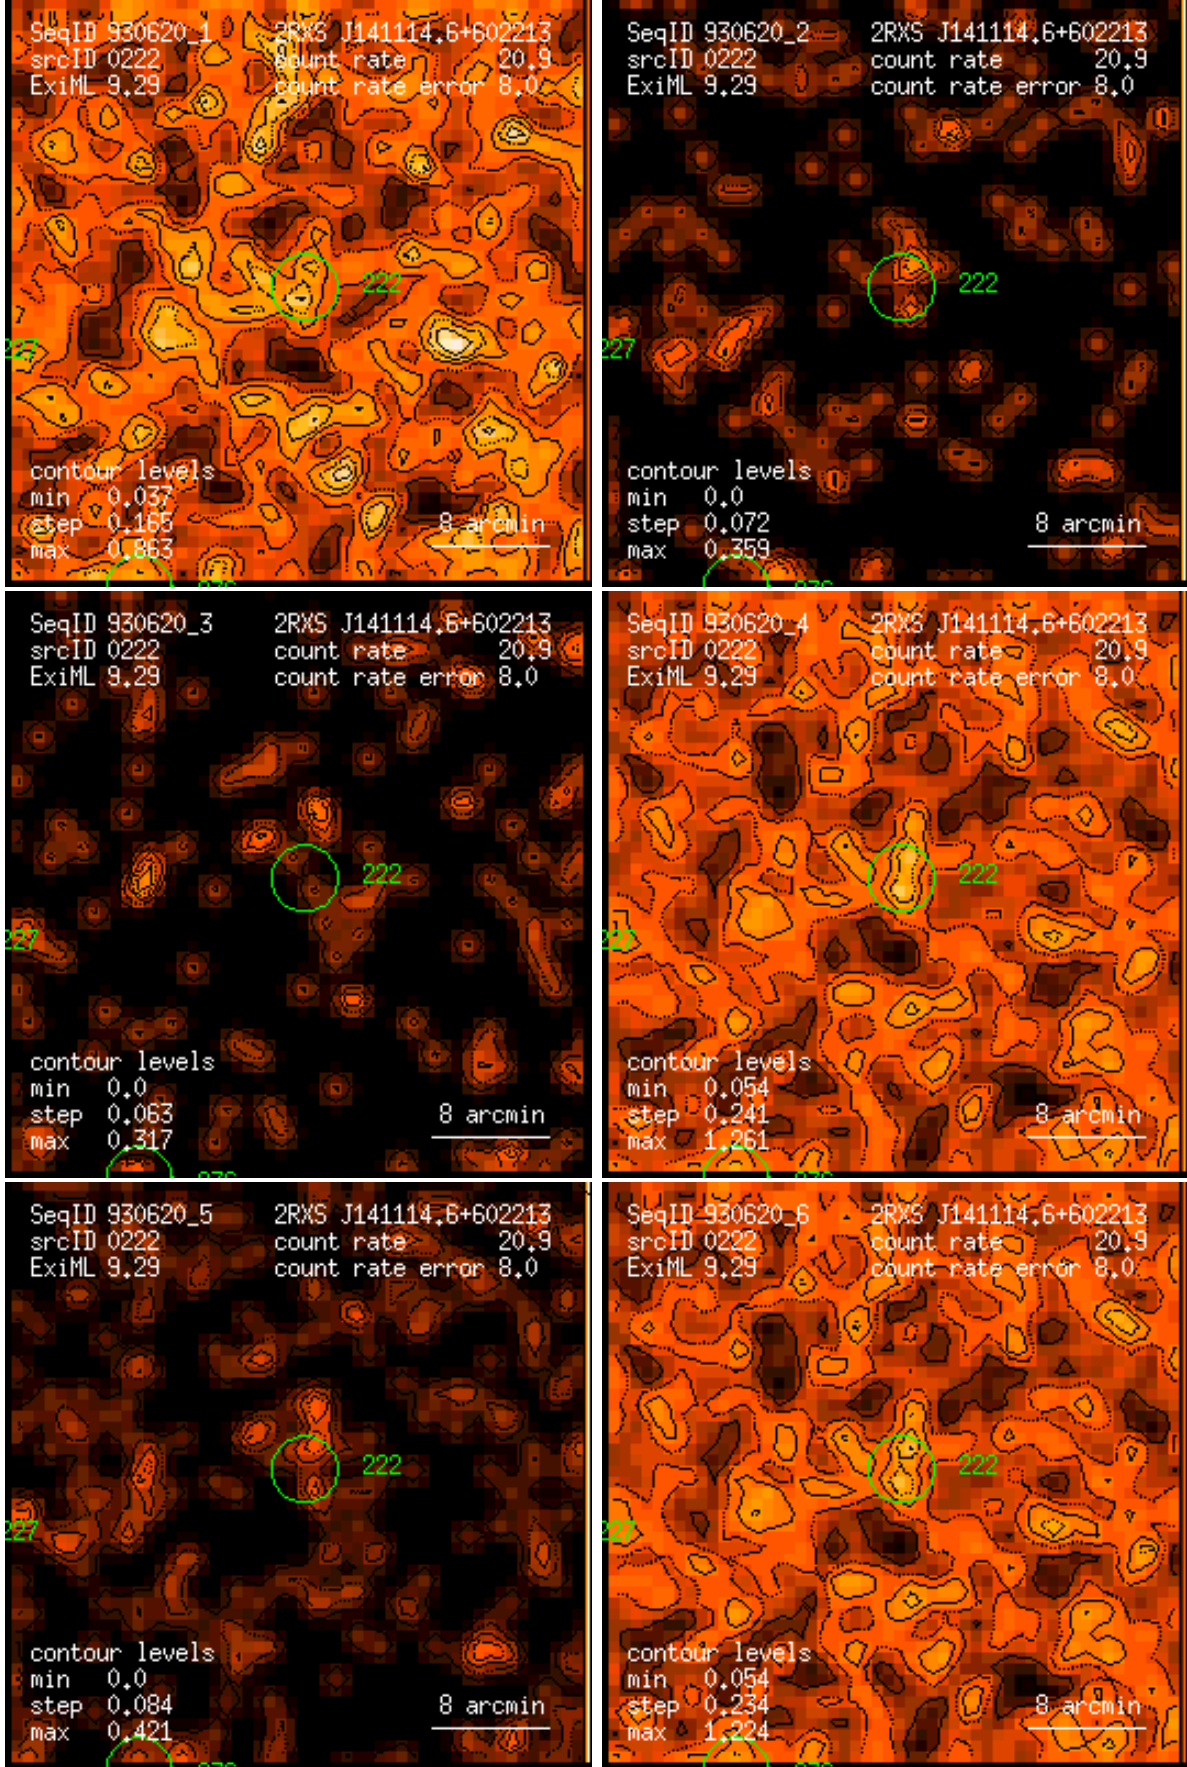 SeqID 930620_1 2RXS J141114.6+602213
srcID 0222 count rate 20.9
ExiML 9.29 count rate error 8.0
222
227
contour levels
min 0.037
step 0.165
max 0.863
8 arcmin
SeqID 930620_2 2RXS J141114.6+602213
srcID 0222 count rate 20.9
ExiML 9.29 count rate error 8.0
222
227
contour levels
min 0.0
step 0.072
max 0.359
8 arcmin
SeqID 930620_3 2RXS J141114.6+602213
srcID 0222 count rate 20.9
ExiML 9.29 count rate error 8.0
222
227
contour levels
min 0.0
step 0.063
max 0.317
8 arcmin
SeqID 930620_4 2RXS J141114.6+602213
srcID 0222 count rate 20.9
ExiML 9.29 count rate error 8.0
222
227
contour levels
min 0.054
step 0.241
max 1.261
8 arcmin
SeqID 930620_5 2RXS J141114.6+602213
srcID 0222 count rate 20.9
ExiML 9.29 count rate error 8.0
222
227
contour levels
min 0.0
step 0.084
max 0.421
8 arcmin
SeqID 930620_6 2RXS J141114.6+602213
srcID 0222 count rate 20.9
ExiML 9.29 count rate error 8.0
222
227
contour levels
min 0.054
step 0.234
max 1.224
8 arcmin